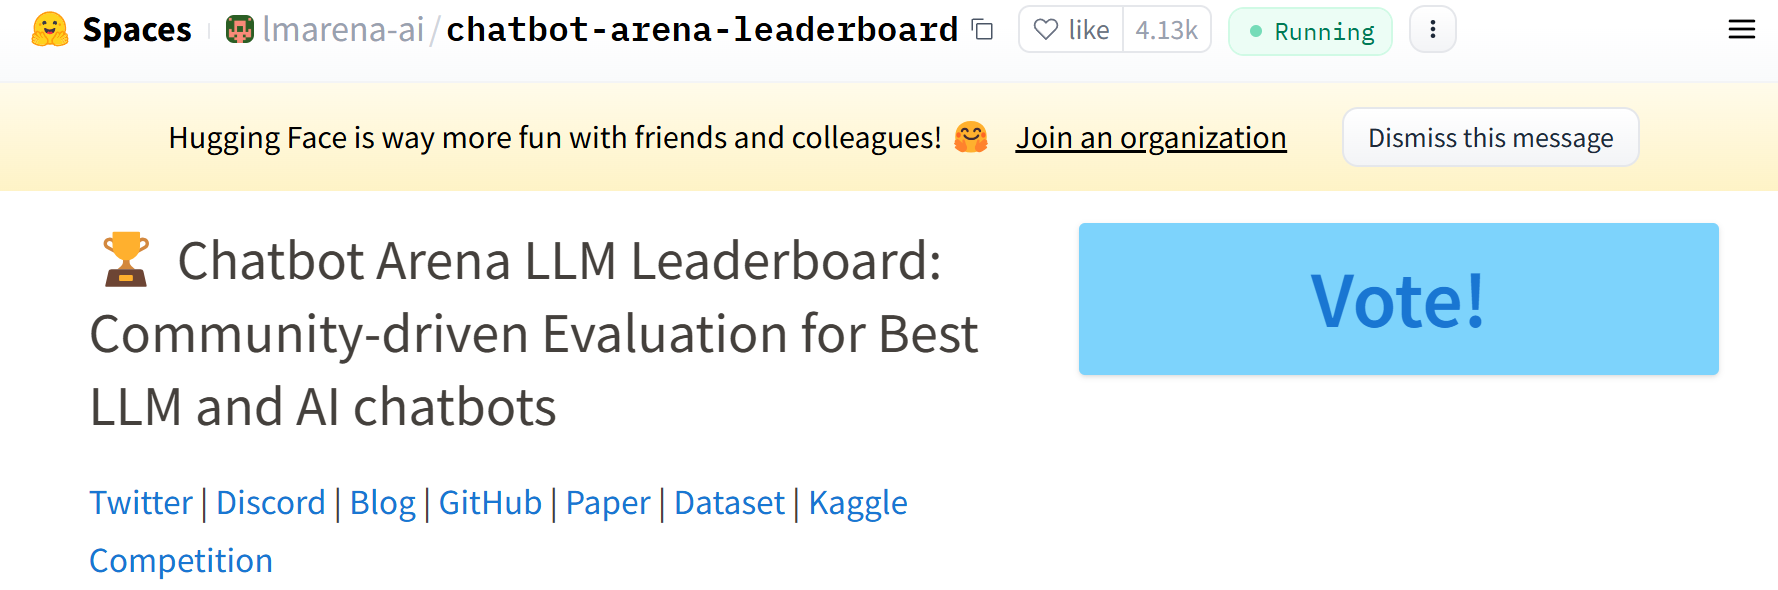 Spaces lmarena-ai/chatbot-arena-leaderboard like 4.13k Running
Hugging Face is way more fun with friends and colleagues! 🤗 Join an organization Dismiss this message
🏆 Chatbot Arena LLM Leaderboard:
Community-driven Evaluation for Best
LLM and AI chatbots
Vote!
Twitter | Discord | Blog | GitHub | Paper | Dataset | Kaggle
Competition